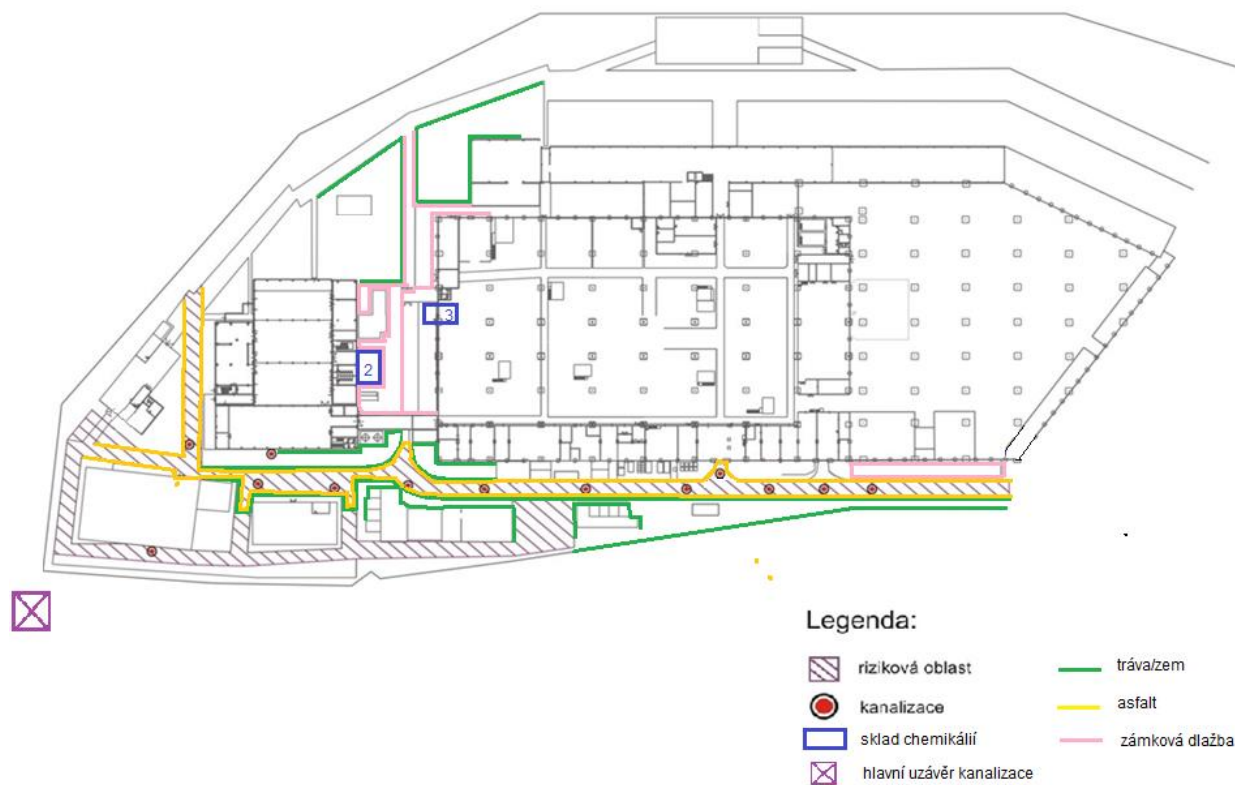 3
2
Legenda:
riziková oblast
tráva/zem
kanalizace
asfalt
sklad chemikálií
zámková dlažba
hlavní uzávěr kanalizace